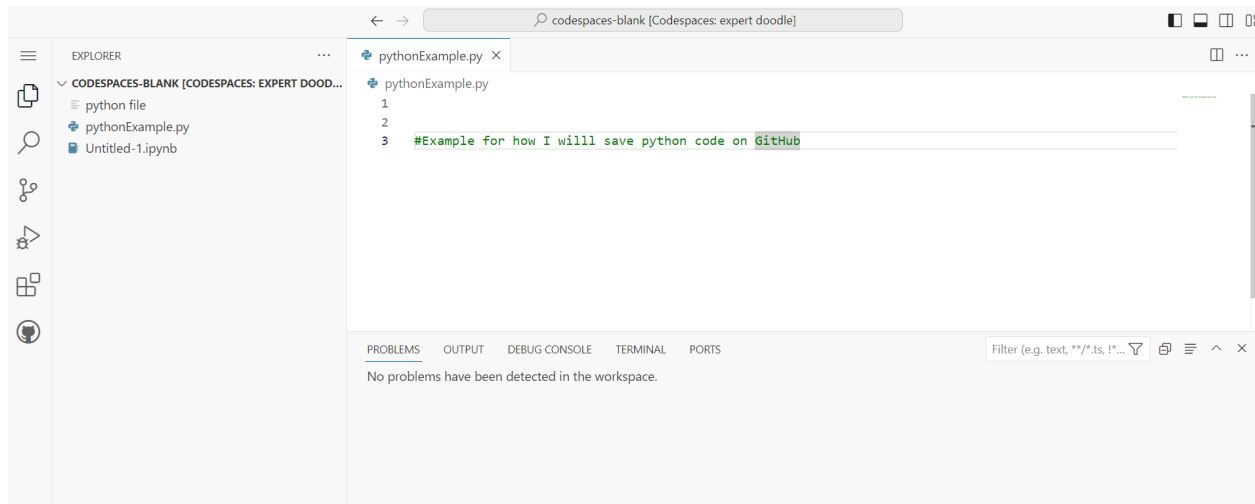 codespaces-blank [Codespaces: expert doodle]
EXPLORER ···
CODESPACES-BLANK [CODESPACES: EXPERT DOOD...
python file
pythonExample.py
Untitled-1.ipynb
pythonExample.py
pythonExample.py
1
2
3 #Example for how I willl save python code on GitHub
PROBLEMS OUTPUT DEBUG CONSOLE TERMINAL PORTS Filter (e.g. text, **/*.ts, !*...
No problems have been detected in the workspace.